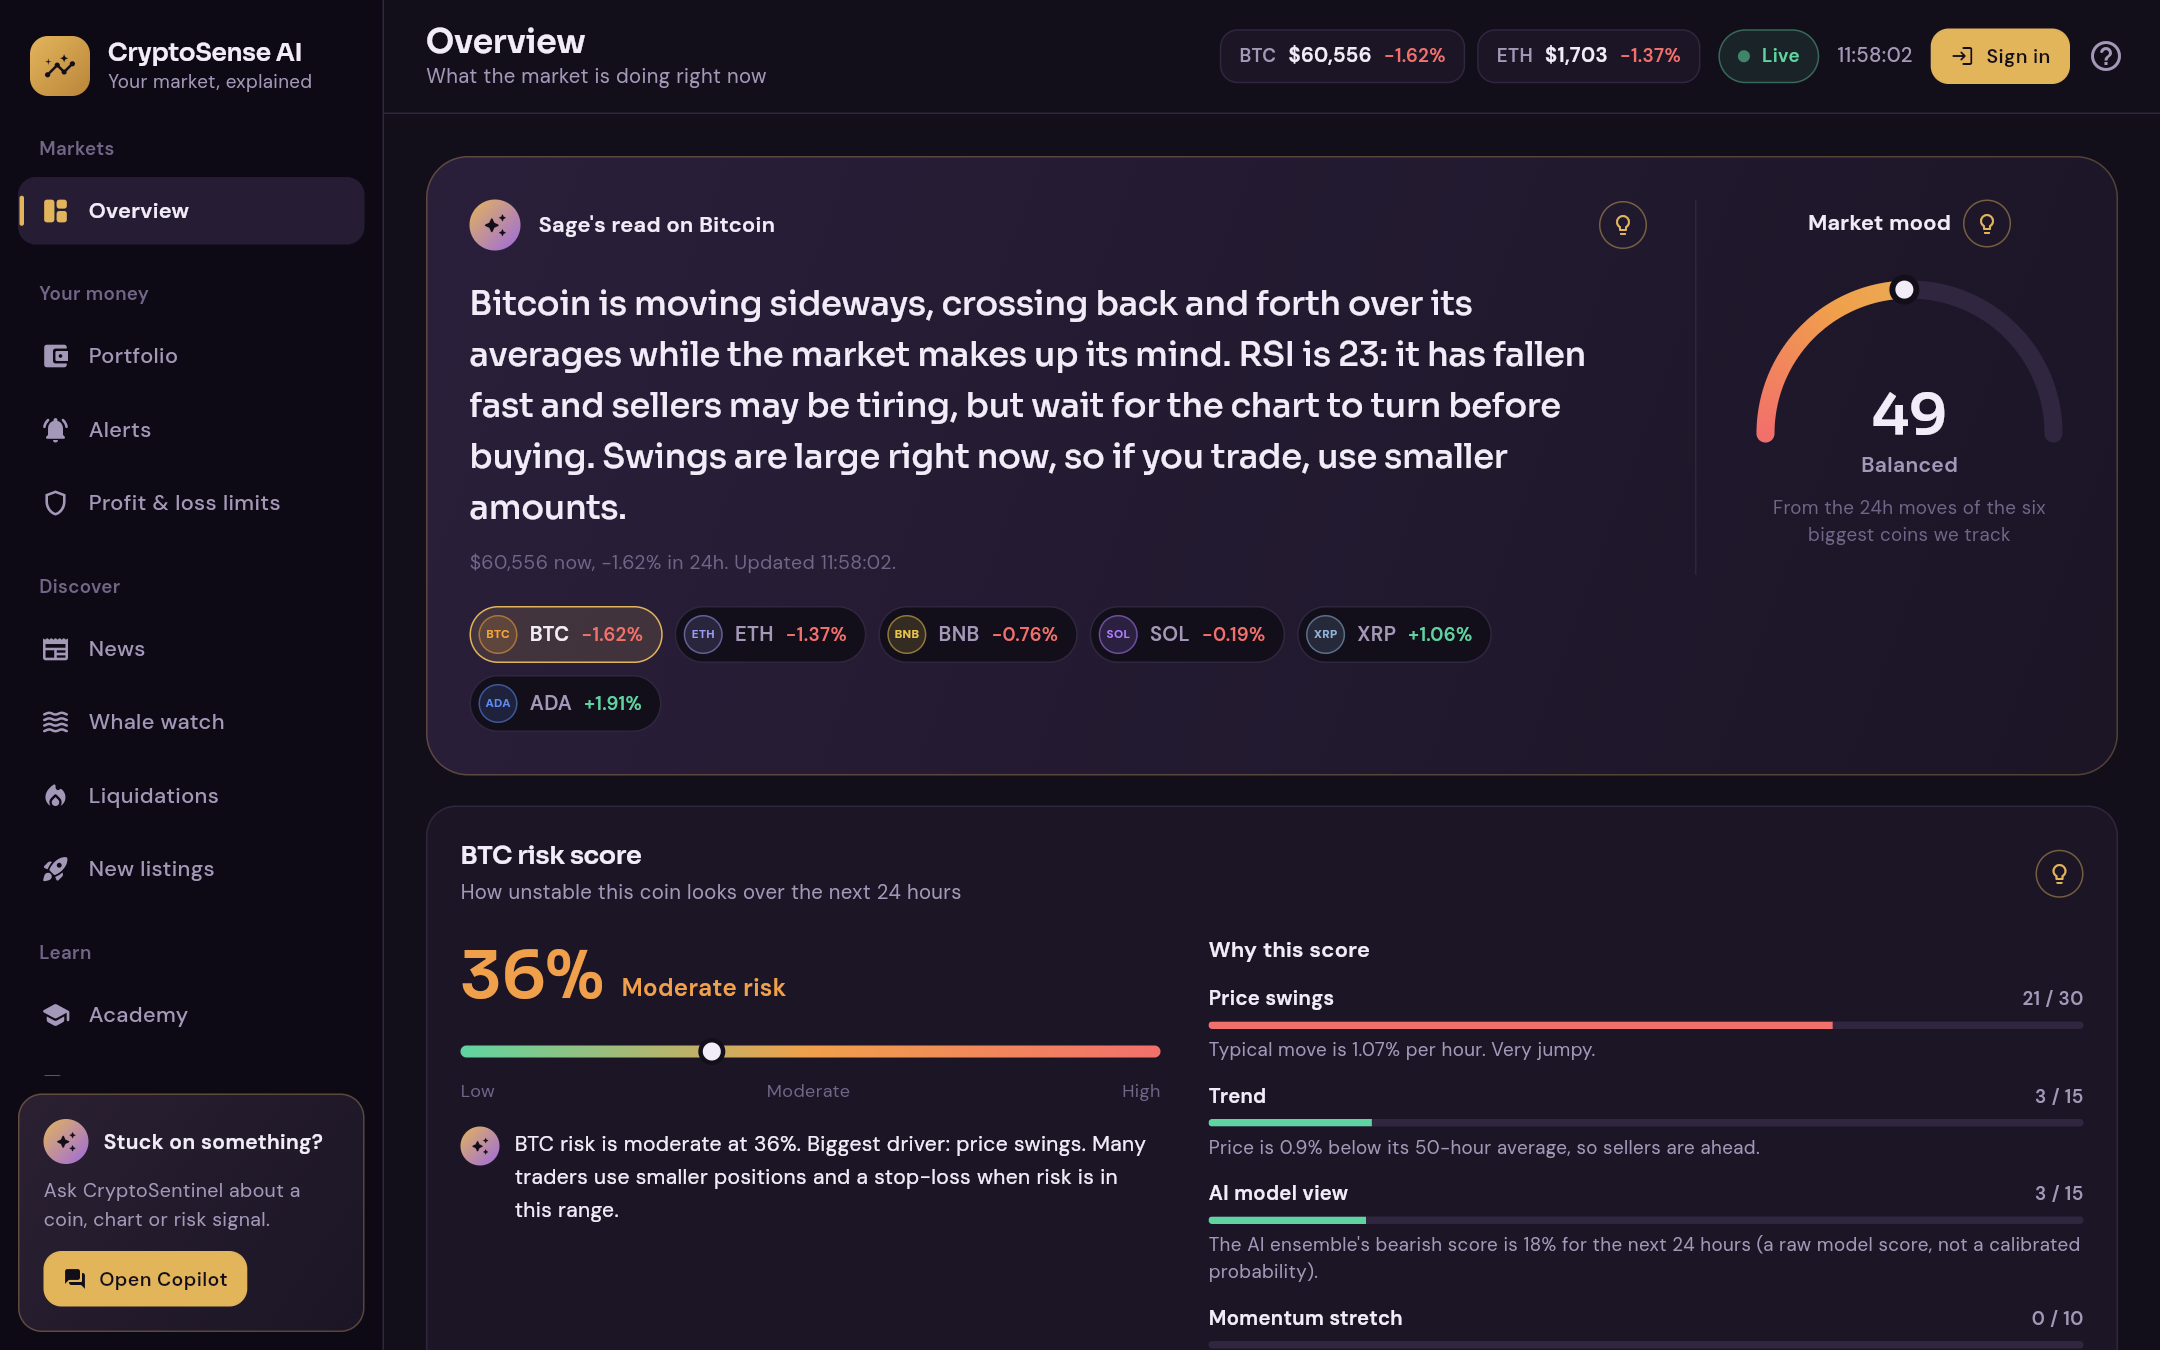 CryptoSense AI
Your market, explained
Markets
Overview
Your money
Portfolio
Alerts
Profit & loss limits
Discover
News
Whale watch
Liquidations
New listings
Learn
Academy
Stuck on something?
Ask CryptoSentinel about a
coin, chart or risk signal.
Open Copilot
Overview
What the market is doing right now
BTC $60,556 -1.62%
ETH $1,703 -1.37%
Live
11:58:02
Sign in
Sage's read on Bitcoin
Bitcoin is moving sideways, crossing back and forth over its
averages while the market makes up its mind. RSI is 23: it has fallen
fast and sellers may be tiring, but wait for the chart to turn before
buying. Swings are large right now, so if you trade, use smaller
amounts.
$60,556 now, -1.62% in 24h. Updated 11:58:02.
BTC BTC -1.62%
ETH ETH -1.37%
BNB BNB -0.76%
SOL SOL -0.19%
XRP XRP +1.06%
ADA ADA +1.91%
Market mood
49
Balanced
From the 24h moves of the six
biggest coins we track
BTC risk score
How unstable this coin looks over the next 24 hours
36% Moderate risk
Low Moderate High
BTC risk is moderate at 36%. Biggest driver: price swings. Many
traders use smaller positions and a stop-loss when risk is in
this range.
Why this score
Price swings 21 / 30
Typical move is 1.07% per hour. Very jumpy.
Trend 3 / 15
Price is 0.9% below its 50-hour average, so sellers are ahead.
AI model view 3 / 15
The AI ensemble's bearish score is 18% for the next 24 hours (a raw model score, not a calibrated
probability).
Momentum stretch 0 / 10